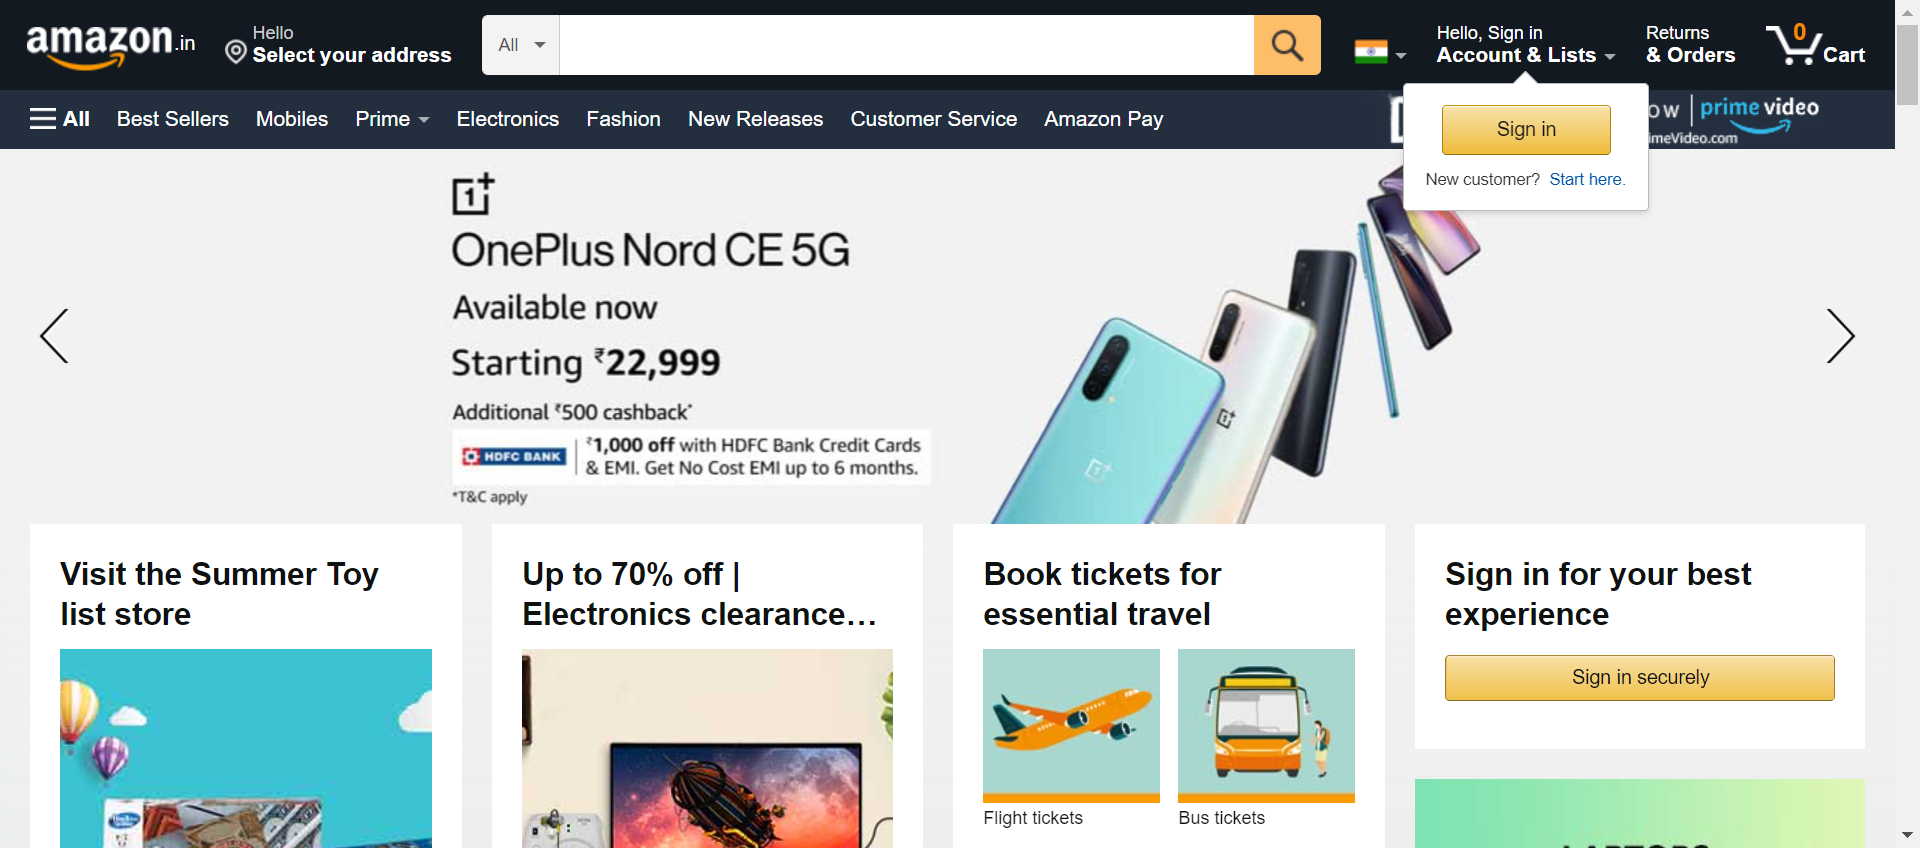 amazon.in
Hello
Select your address
All
Hello, Sign in
Account & Lists
Returns
& Orders
0
Cart
All
Best Sellers
Mobiles
Prime
Electronics
Fashion
New Releases
Customer Service
Amazon Pay
prime video
imeVideo.com
Sign in
New customer? Start here.
OnePlus Nord CE 5G
Available now
Starting ₹22,999
Additional ₹500 cashback*
HDFC BANK
₹1,000 off with HDFC Bank Credit Cards
& EMI. Get No Cost EMI up to 6 months.
*T&C apply
Visit the Summer Toy
list store
Up to 70% off |
Electronics clearance…
Book tickets for
essential travel
Flight tickets
Bus tickets
Sign in for your best
experience
Sign in securely